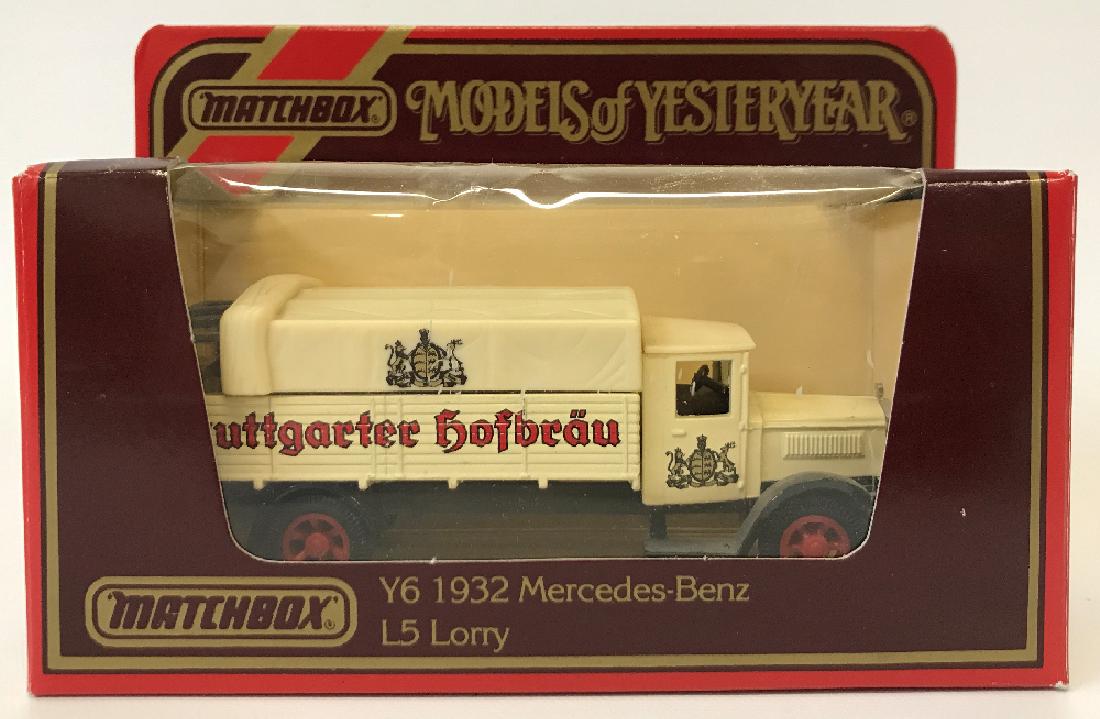 MATCHBOX® MODELS of YESTERYEAR®
uttgarter Hofbräu
MATCHBOX® Y6 1932 Mercedes-Benz
L5 Lorry